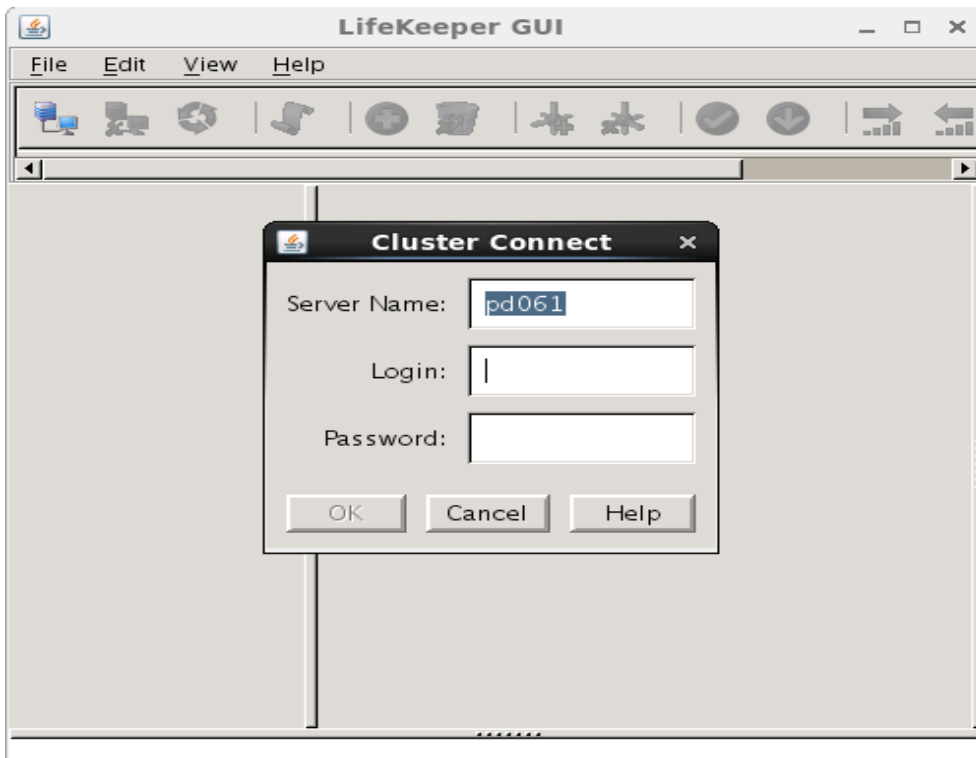 LifeKeeper GUI
File Edit View Help
Cluster Connect
Server Name: pd061
Login:
Password:
OK Cancel Help